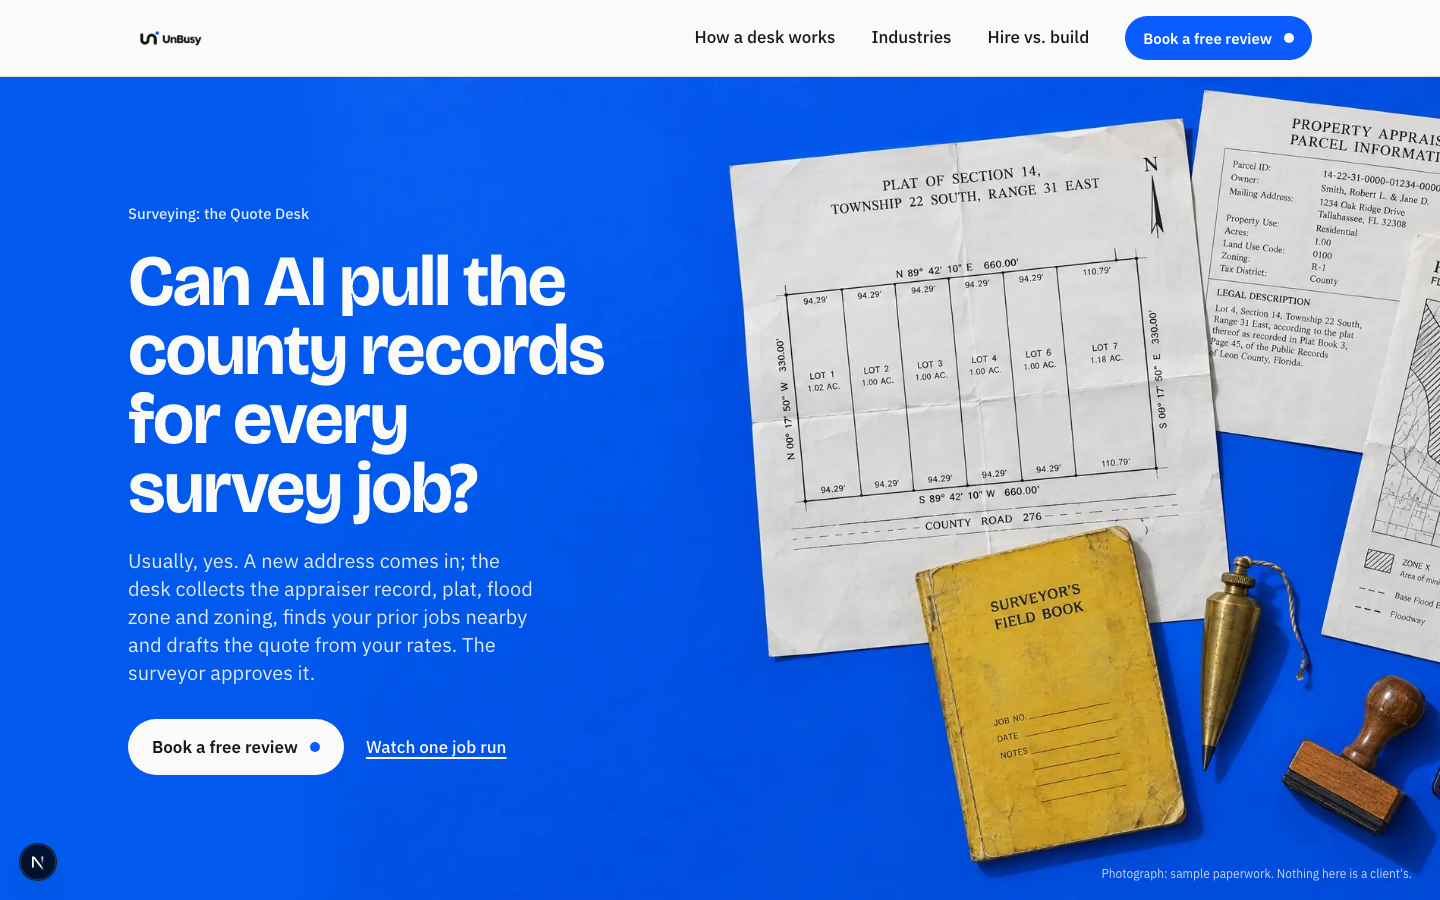 UnBusy
How a desk works
Industries
Hire vs. build
Book a free review
Surveying: the Quote Desk
Can AI pull the
county records
for every
survey job?
Usually, yes. A new address comes in; the
desk collects the appraiser record, plat, flood
zone and zoning, finds your prior jobs nearby
and drafts the quote from your rates. The
surveyor approves it.
Book a free review
Watch one job run
N
PLAT OF SECTION 14,
TOWNSHIP 22 SOUTH, RANGE 31 EAST
N
N 89° 42' 10" E 660.00'
94.29'
94.29'
94.29'
94.29'
94.29'
110.79'
N 00° 17' 50" W 330.00'
LOT 1
1.02 AC.
LOT 2
1.00 AC.
LOT 3
1.00 AC.
LOT 4
1.00 AC.
LOT 6
1.00 AC.
LOT 7
1.18 AC.
S 00° 17' 50" E 330.00'
94.29'
94.29'
94.29'
94.29'
94.29'
110.79'
S 89° 42' 10" W 660.00'
COUNTY ROAD 276
PROPERTY APPRAIS
PARCEL INFORMATI
Parcel ID: 14-22-31-0000-01234-0000
Owner: Smith, Robert L. & Jane D.
Mailing Address: 1234 Oak Ridge Drive
Tallahassee, FL 32308
Property Use: Residential
Acres: 1.00
Land Use Code: 0100
Zoning: R-1
Tax District: County
LEGAL DESCRIPTION
Lot 4, Section 14, Township 22 South,
Range 31 East, according to the plat
thereof as recorded in Plat Book 3,
Page 45, of the Public Records
of Leon County, Florida.
ZONE X
Area of mini
Base Flood E
Floodway
SURVEYOR'S
FIELD BOOK
JOB NO.
DATE
NOTES
Photograph: sample paperwork. Nothing here is a client's.